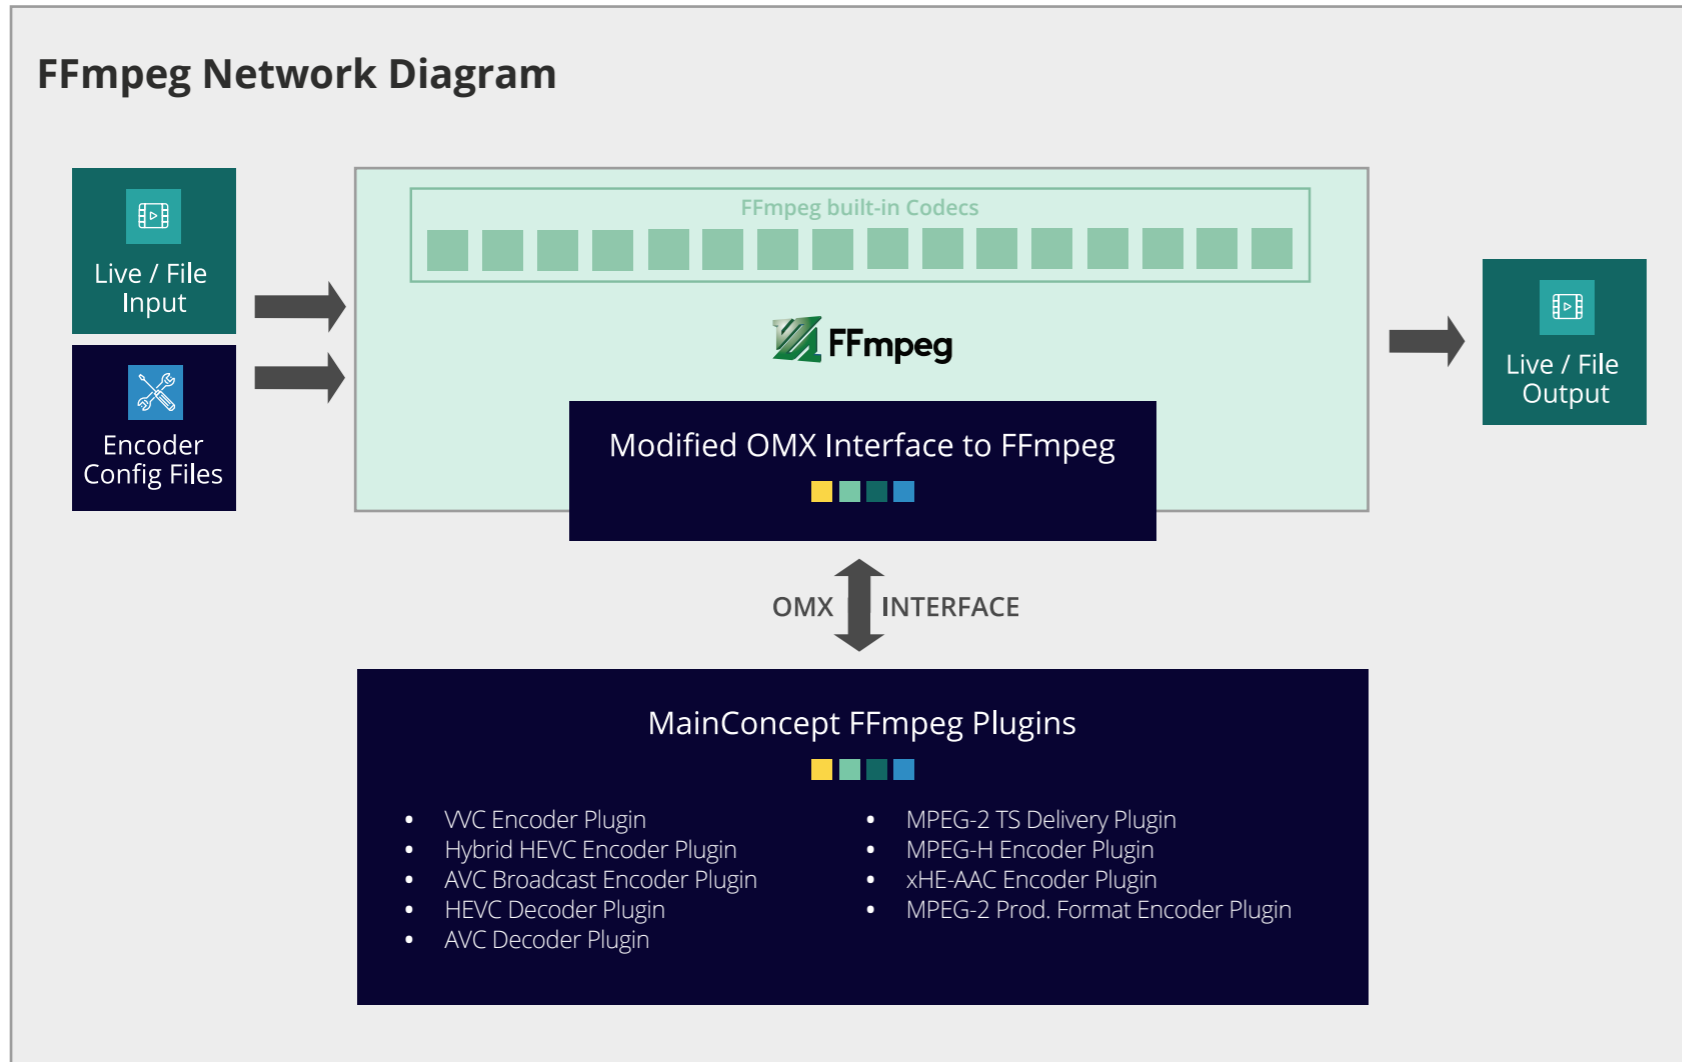 FFmpeg Network Diagram
Live / File
Input
Encoder
Config Files
FFmpeg built-in Codecs
FFmpeg
Modified OMX Interface to FFmpeg
Live / File
Output
OMX INTERFACE
MainConcept FFmpeg Plugins
• VVC Encoder Plugin
• Hybrid HEVC Encoder Plugin
• AVC Broadcast Encoder Plugin
• HEVC Decoder Plugin
• AVC Decoder Plugin
• MPEG-2 TS Delivery Plugin
• MPEG-H Encoder Plugin
• xHE-AAC Encoder Plugin
• MPEG-2 Prod. Format Encoder Plugin